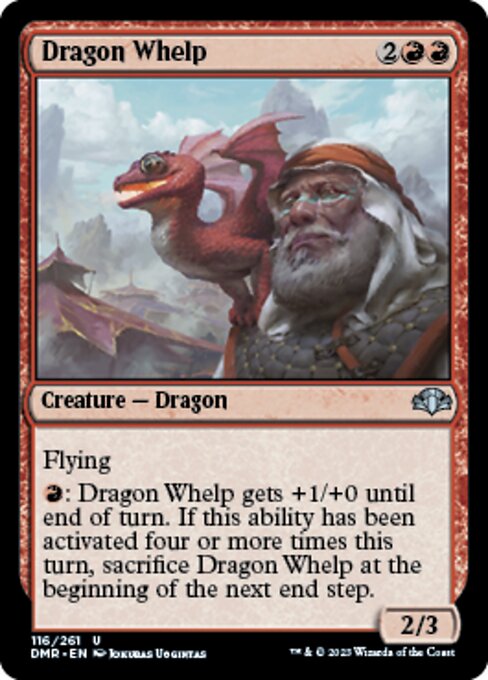 Dragon Whelp 2
Creature — Dragon
Flying
: Dragon Whelp gets +1/+0 until
end of turn. If this ability has been
activated four or more times this
turn, sacrifice Dragon Whelp at the
beginning of the next end step.
2/3
116/261 U
DMR • EN Jokubas Uogintas
™ & © 2023 Wizards of the Coast